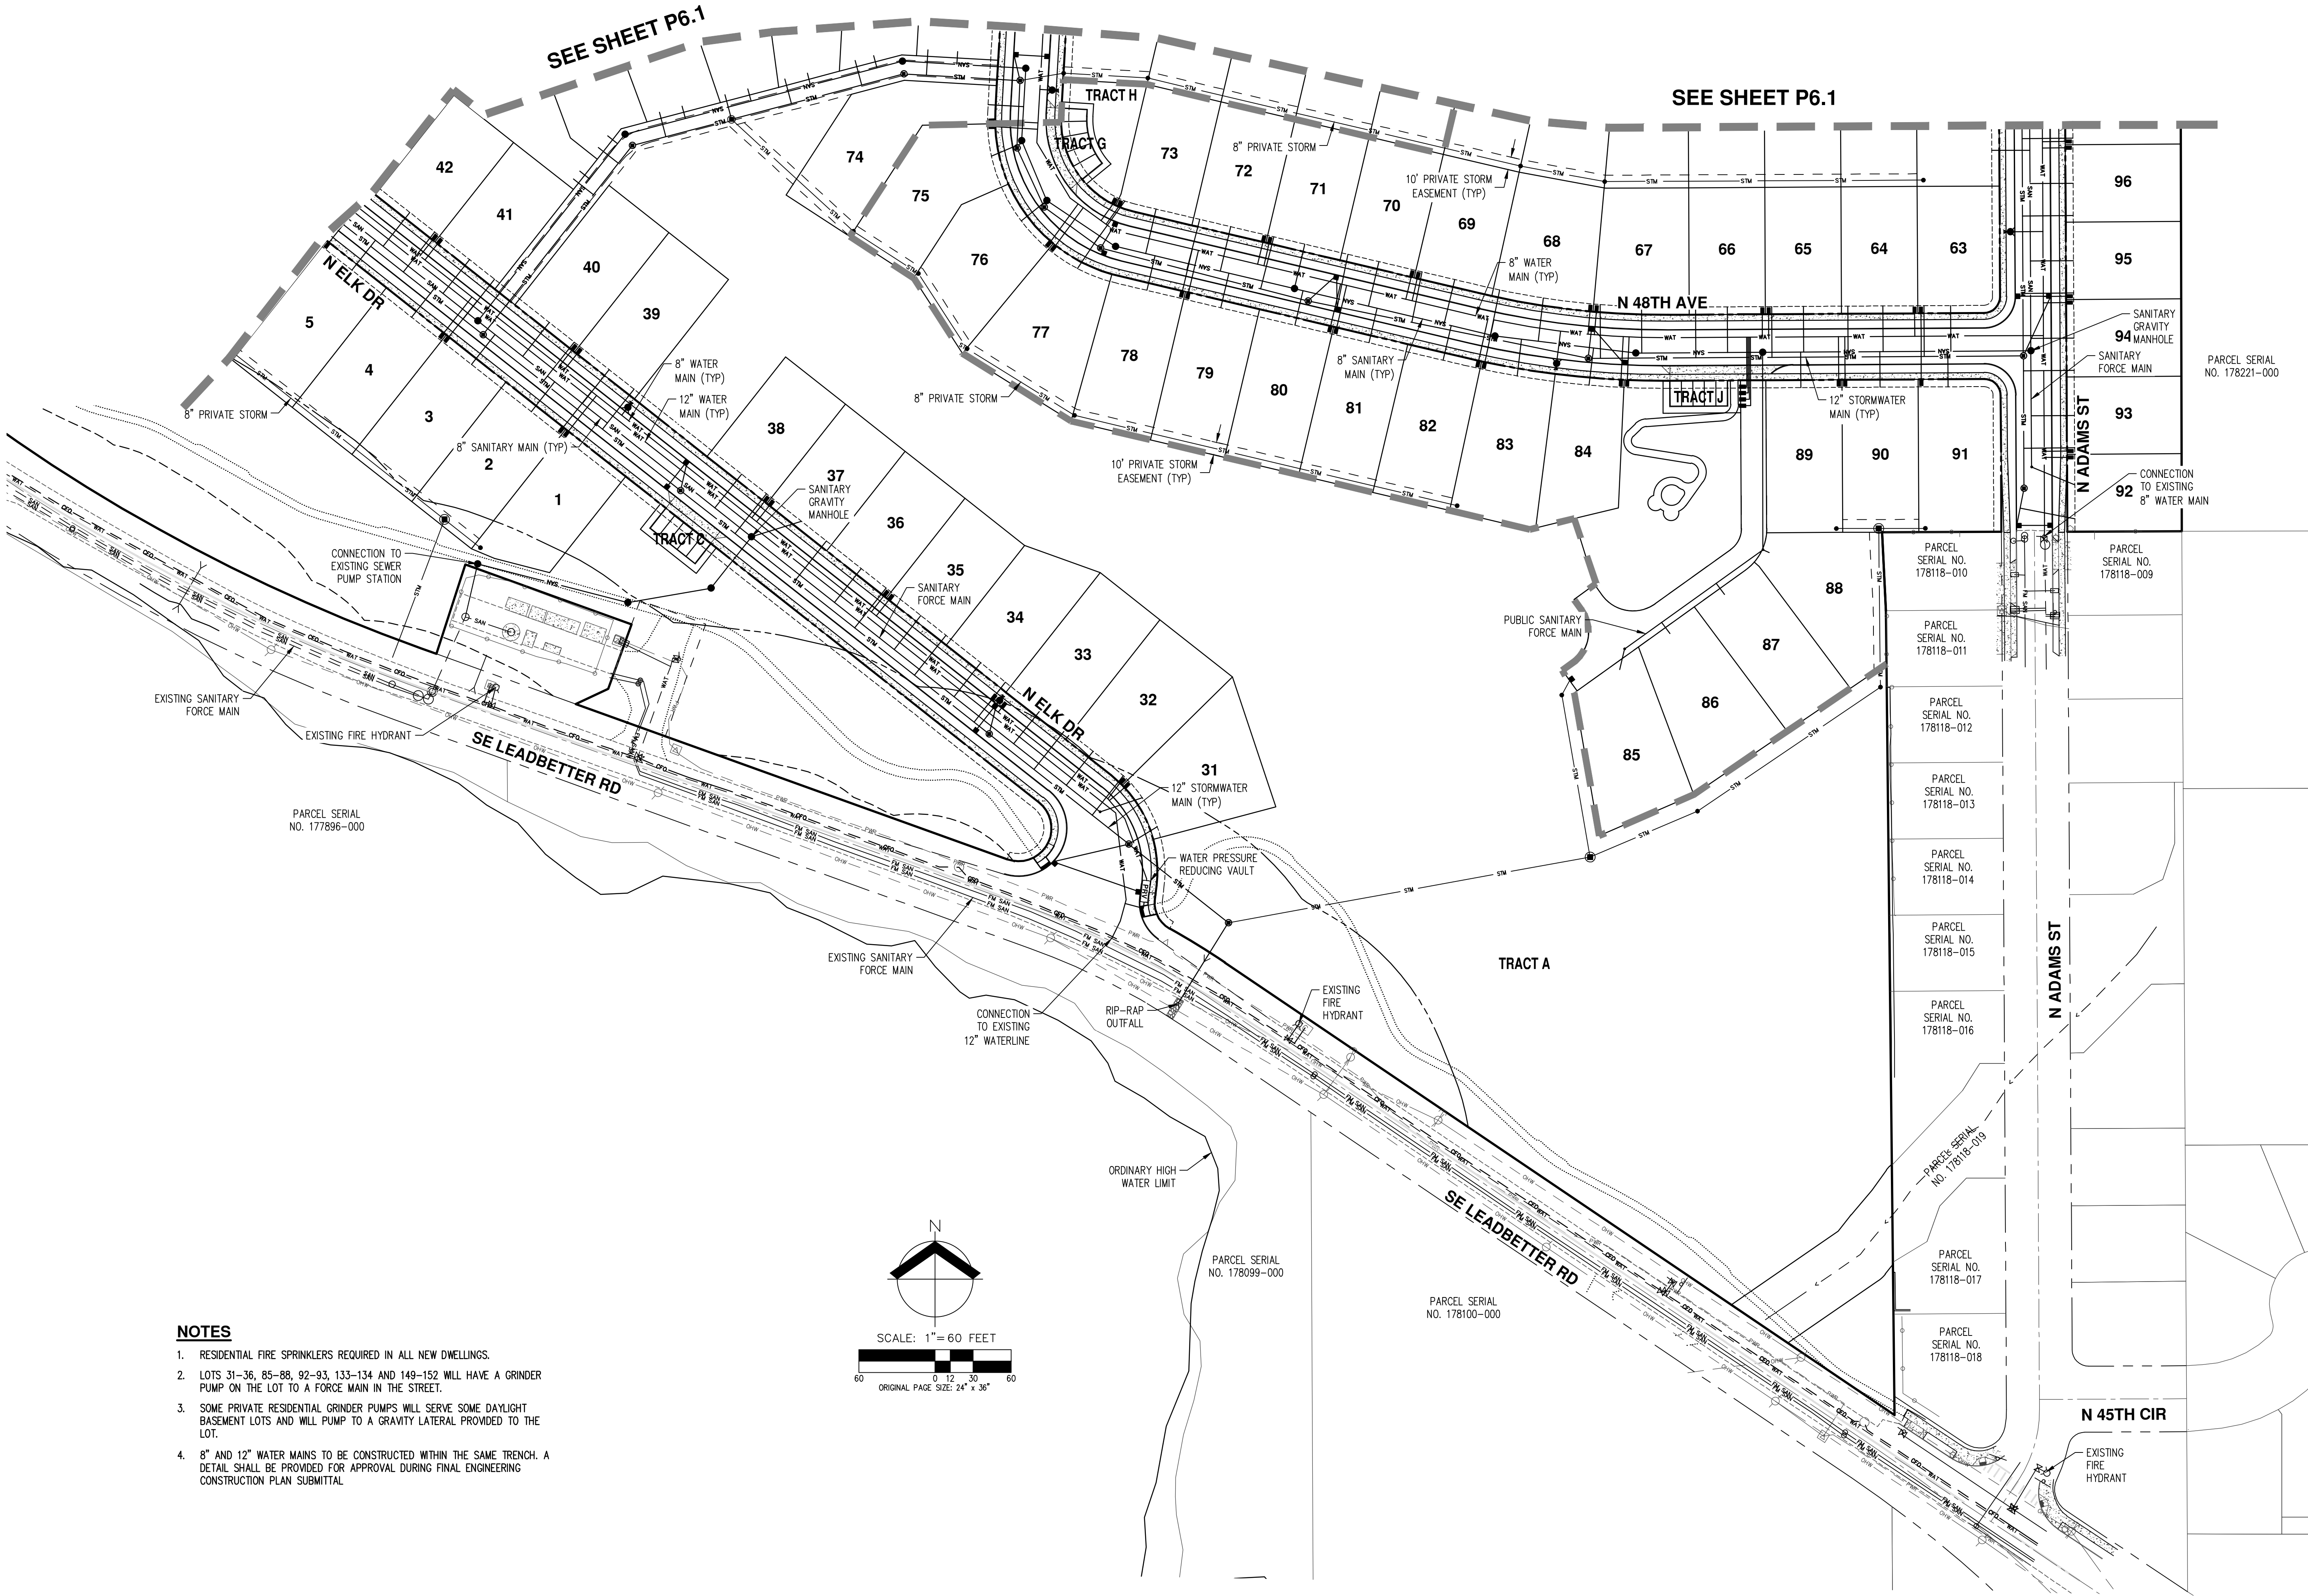 SEE SHEET P6.1
SEE SHEET P6.1
TRACT H
TRACT G
8" PRIVATE STORM
10' PRIVATE STORM
EASEMENT (TYP)
42
41
40
39
74
75
76
73
72
71
70
69
68
67
66
65
64
63
96
95
94
93
92
N ELK DR
8" WATER
MAIN (TYP)
N 48TH AVE
SANITARY
GRAVITY
MANHOLE
SANITARY
FORCE MAIN
PARCEL SERIAL
NO. 178221-000
5
4
3
2
1
8" PRIVATE STORM
8" WATER
MAIN (TYP)
12" WATER
MAIN (TYP)
8" SANITARY MAIN (TYP)
77
78
79
80
81
82
83
84
8" SANITARY
MAIN (TYP)
8" PRIVATE STORM
10' PRIVATE STORM
EASEMENT (TYP)
TRACT J
12" STORMWATER
MAIN (TYP)
89
90
91
N ADAMS ST
CONNECTION
TO EXISTING
8" WATER MAIN
38
37
36
35
34
33
32
31
SANITARY
GRAVITY
MANHOLE
TRACT C
CONNECTION TO
EXISTING SEWER
PUMP STATION
SANITARY
FORCE MAIN
N ELK DR
12" STORMWATER
MAIN (TYP)
WATER PRESSURE
REDUCING VAULT
PRV
EXISTING SANITARY
FORCE MAIN
EXISTING FIRE HYDRANT
SE LEADBETTER RD
PARCEL SERIAL
NO. 177896-000
PUBLIC SANITARY
FORCE MAIN
88
87
86
85
PARCEL
SERIAL NO.
178118-010
PARCEL
SERIAL NO.
178118-009
PARCEL
SERIAL NO.
178118-011
PARCEL
SERIAL NO.
178118-012
PARCEL
SERIAL NO.
178118-013
PARCEL
SERIAL NO.
178118-014
PARCEL
SERIAL NO.
178118-015
PARCEL
SERIAL NO.
178118-016
N ADAMS ST
TRACT A
EXISTING SANITARY
FORCE MAIN
CONNECTION
TO EXISTING
12" WATERLINE
RIP-RAP
OUTFALL
EXISTING
FIRE
HYDRANT
ORDINARY HIGH
WATER LIMIT
PARCEL SERIAL
NO. 178118-019
SE LEADBETTER RD
PARCEL SERIAL
NO. 178099-000
PARCEL SERIAL
NO. 178100-000
PARCEL
SERIAL NO.
178118-017
PARCEL
SERIAL NO.
178118-018
N 45TH CIR
EXISTING
FIRE
HYDRANT
N
SCALE: 1"=60 FEET
60 0 12 30 60
ORIGINAL PAGE SIZE: 24" x 36"
NOTES
1. RESIDENTIAL FIRE SPRINKLERS REQUIRED IN ALL NEW DWELLINGS.
2. LOTS 31-36, 85-88, 92-93, 133-134 AND 149-152 WILL HAVE A GRINDER
PUMP ON THE LOT TO A FORCE MAIN IN THE STREET.
3. SOME PRIVATE RESIDENTIAL GRINDER PUMPS WILL SERVE SOME DAYLIGHT
BASEMENT LOTS AND WILL PUMP TO A GRAVITY LATERAL PROVIDED TO THE
LOT.
4. 8" AND 12" WATER MAINS TO BE CONSTRUCTED WITHIN THE SAME TRENCH. A
DETAIL SHALL BE PROVIDED FOR APPROVAL DURING FINAL ENGINEERING
CONSTRUCTION PLAN SUBMITTAL